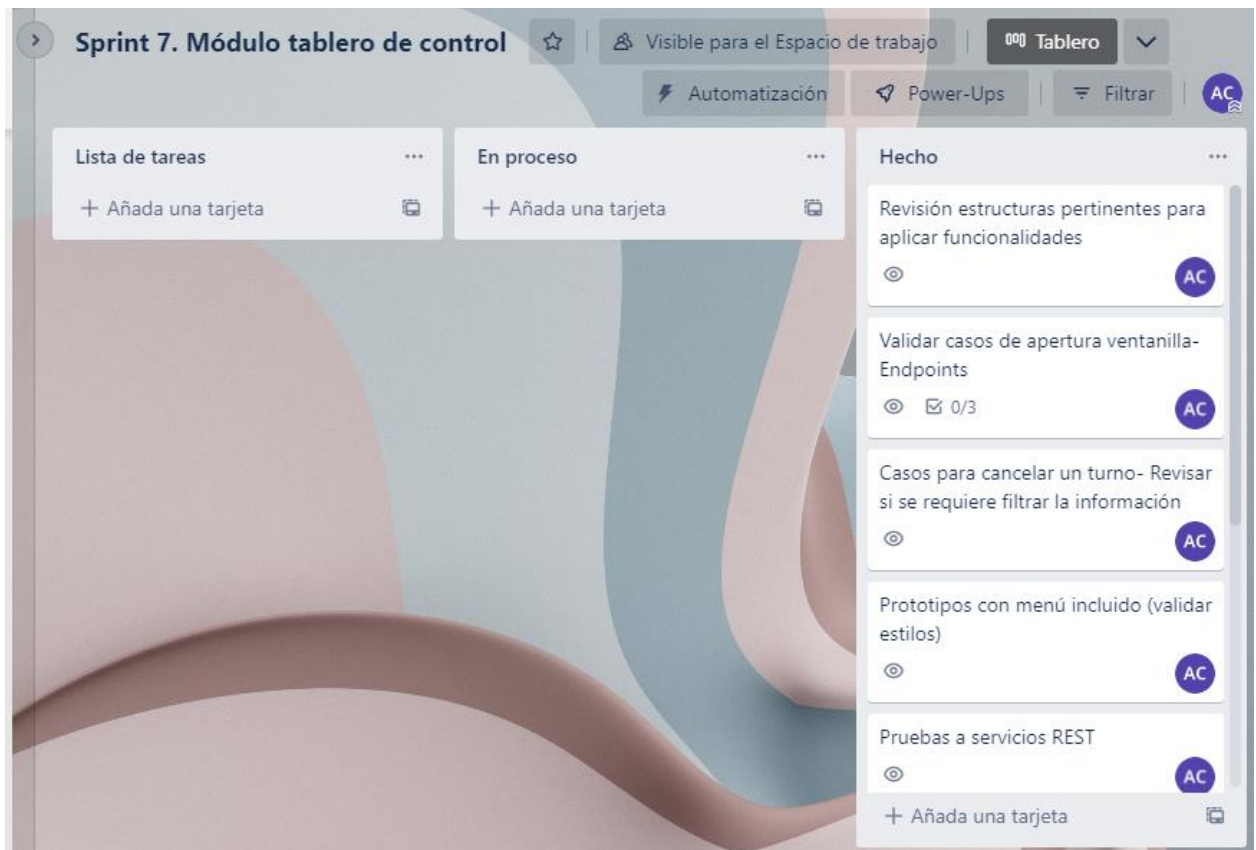 Sprint 7. Módulo tablero de control
Visible para el Espacio de trabajo
Tablero
Automatización
Power-Ups
Filtrar
AC
Lista de tareas
+ Añada una tarjeta
En proceso
+ Añada una tarjeta
Hecho
Revisión estructuras pertinentes para
aplicar funcionalidades
AC
Validar casos de apertura ventanilla-
Endpoints
0/3
AC
Casos para cancelar un turno- Revisar
si se requiere filtrar la información
AC
Prototipos con menú incluido (validar
estilos)
AC
Pruebas a servicios REST
AC
+ Añada una tarjeta